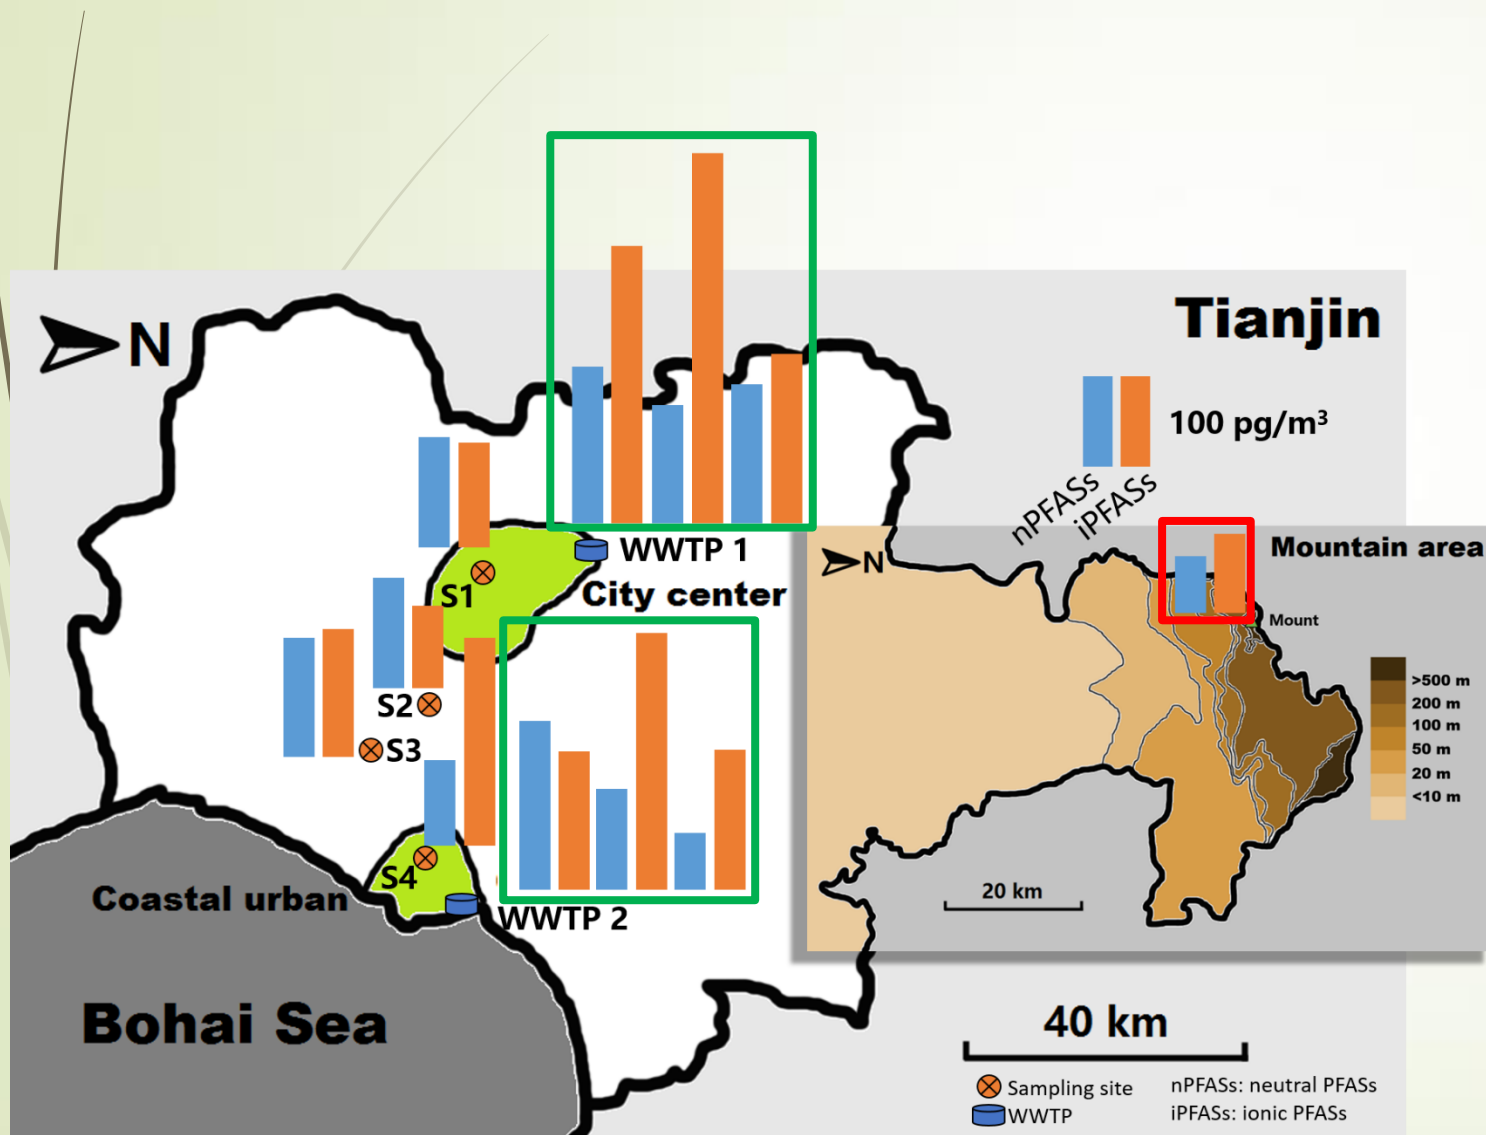 Tianjin
N
100 pg/m³
nPFASs
iPFASs
N
Mountain area
Mount
WWTP 1
City center
S1
S2
S3
S4
Coastal urban
WWTP 2
Bohai Sea
>500 m
200 m
100 m
50 m
20 m
<10 m
20 km
40 km
Sampling site
WWTP
nPFASs: neutral PFASs
iPFASs: ionic PFASs